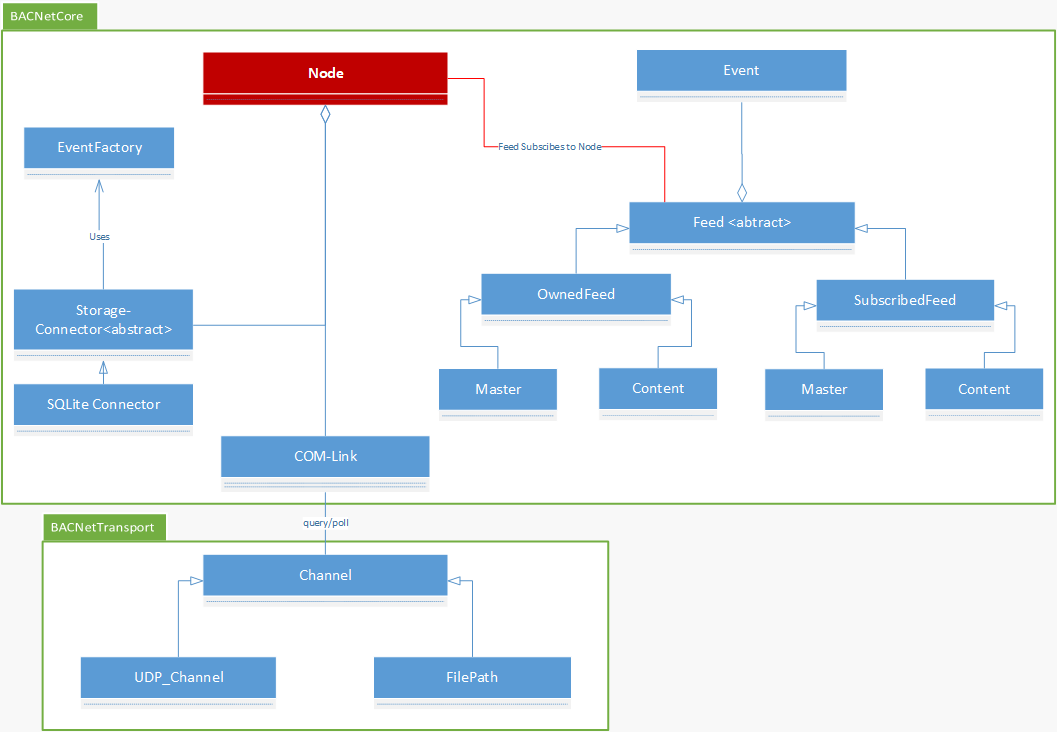 BACNetCore
Node
Event
EventFactory
Feed Subscibes to Node
Feed <abtract>
Uses
OwnedFeed
SubscribedFeed
Storage-
Connector<abstract>
Master
Content
Master
Content
SQLite Connector
COM-Link
query/poll
BACNetTransport
Channel
UDP_Channel
FilePath